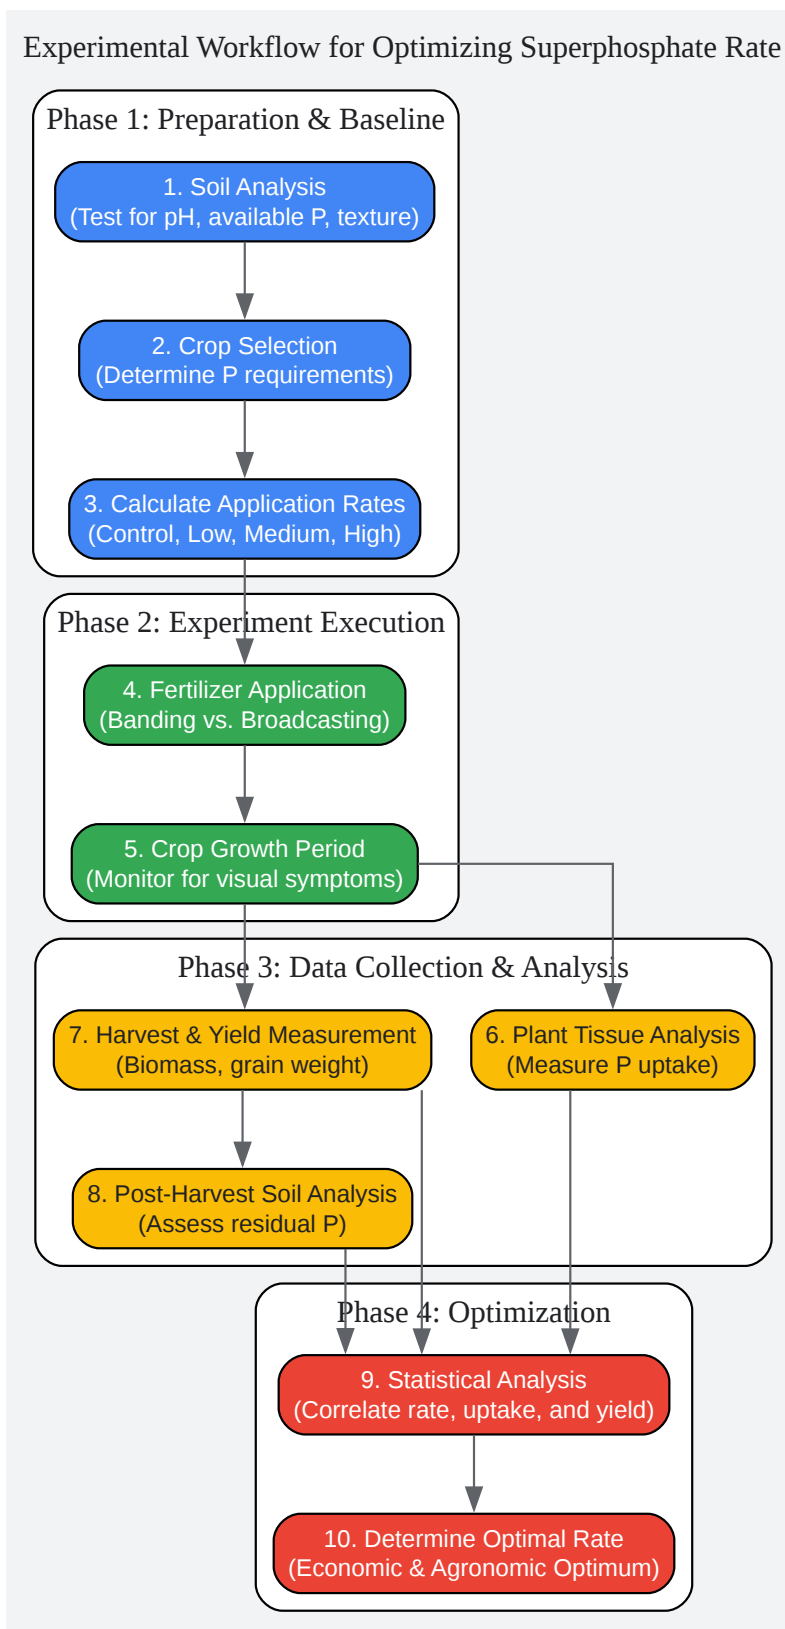 Experimental Workflow for Optimizing Superphosphate Rate
Phase 1: Preparation & Baseline
1. Soil Analysis
(Test for pH, available P, texture)
2. Crop Selection
(Determine P requirements)
3. Calculate Application Rates
(Control, Low, Medium, High)
Phase 2: Experiment Execution
4. Fertilizer Application
(Banding vs. Broadcasting)
5. Crop Growth Period
(Monitor for visual symptoms)
Phase 3: Data Collection & Analysis
7. Harvest & Yield Measurement
(Biomass, grain weight)
6. Plant Tissue Analysis
(Measure P uptake)
8. Post-Harvest Soil Analysis
(Assess residual P)
Phase 4: Optimization
9. Statistical Analysis
(Correlate rate, uptake, and yield)
10. Determine Optimal Rate
(Economic & Agronomic Optimum)